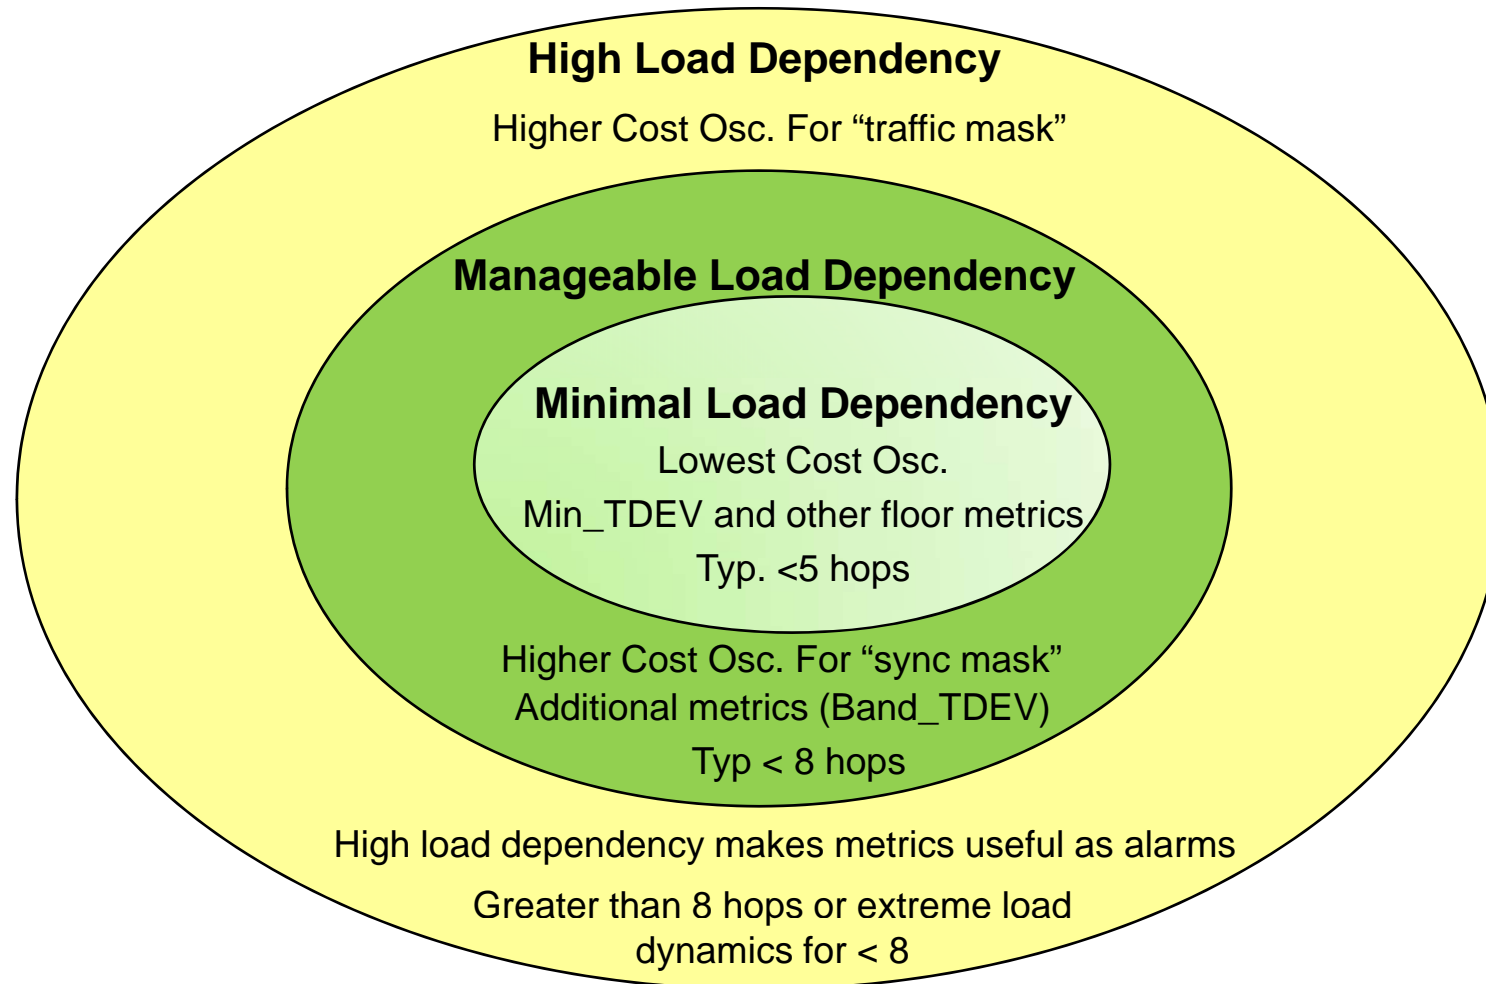 High Load Dependency
Higher Cost Osc. For “traffic mask”
Manageable Load Dependency
Minimal Load Dependency
Lowest Cost Osc.
Min_TDEV and other floor metrics
Typ. <5 hops
Higher Cost Osc. For “sync mask”
Additional metrics (Band_TDEV)
Typ < 8 hops
High load dependency makes metrics useful as alarms
Greater than 8 hops or extreme load
dynamics for < 8